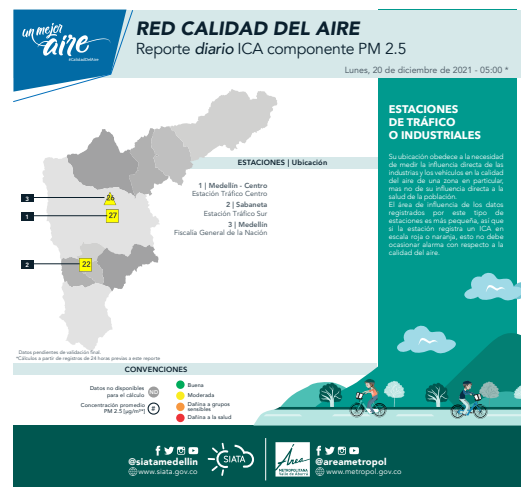 un mejor
aire
#CalidadDelAire
RED CALIDAD DEL AIRE
Reporte diario ICA componente PM 2.5
Lunes, 20 de diciembre de 2021 - 05:00 *
ESTACIONES
DE TRÁFICO
O INDUSTRIALES
Su ubicación obedece a la necesidad
de medir la influencia directa de las
industrias y los vehículos en la calidad
del aire de una zona en particular,
mas no de su influencia directa a la
salud de la población.
El área de influencia de los datos
registrados por este tipo de
estaciones es más pequeña, así que
si la estación registra un ICA en
escala roja o naranja, esto no debe
ocasionar alarma con respecto a la
calidad del aire.
ESTACIONES | Ubicación
1 | Medellín - Centro
Estación Tráfico Centro
2 | Sabaneta
Estación Tráfico Sur
3 | Medellín
Fiscalía General de la Nación
3
26
1
27
2
22
Datos pendientes de validación final.
*Cálculos a partir de registros de 24 horas previas a este reporte
CONVENCIONES
Datos no disponibles
para el cálculo
Concentración promedio
PM 2.5 [µg/m³]
#
Buena
Moderada
Dañina a grupos
sensibles
Dañina a la salud
@siatamedellin
www.siata.gov.co
SIATA
Área
METROPOLITANA
Valle de Aburrá
@areametropol
www.metropol.gov.co